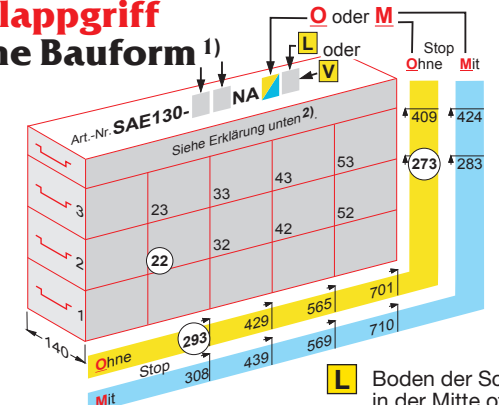 lappgriff
ne Bauform 1)
O oder M
L oder
V
Stop
Ohne Mit
Art.-Nr. SAE130- NA
Siehe Erklärung unten 2).
409 424
273 283
53
43
33
23
3
52
42
32
22
2
1
140
Ohne 293 429 565 701
Stop
Mit 308 439 569 710
L Boden der Sc
in der Mitte o